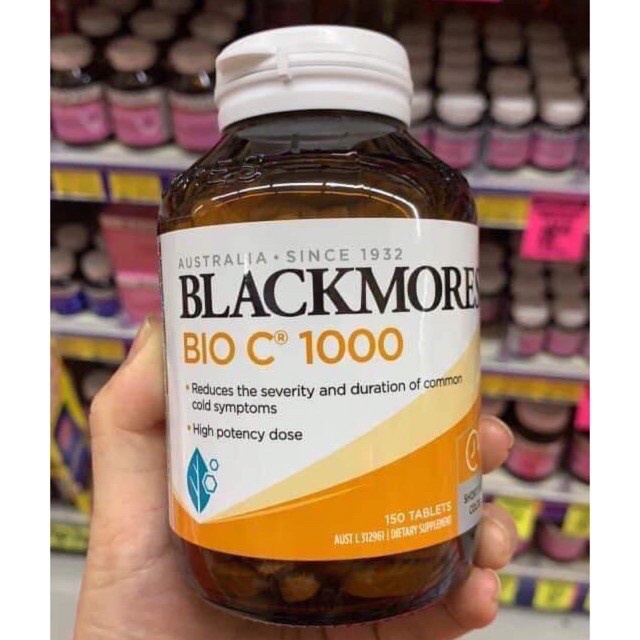 AUSTRALIA • SINCE 1932
BLACKMORES
BIO C® 1000
• Reduces the severity and duration of common
cold symptoms
• High potency dose
150 TABLETS
AUST L 312961 | DIETARY SUPPLEMENT